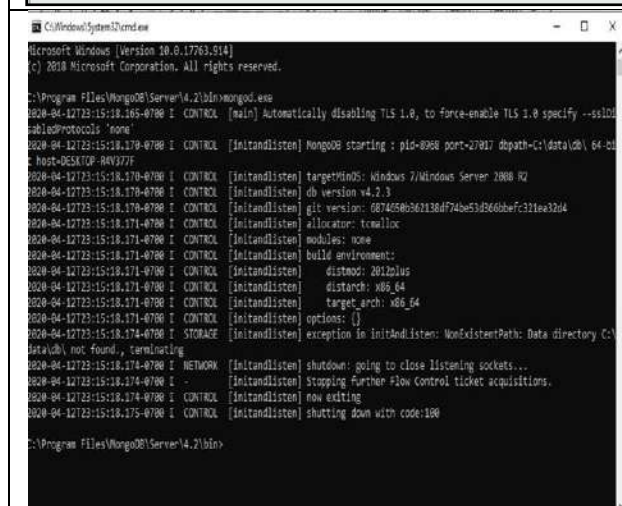 C:\Windows\System32\cmd.exe
Microsoft Windows [Version 10.0.17763.914]
(c) 2018 Microsoft Corporation. All rights reserved.
C:\Program Files\MongoDB\Server\4.2\bin>mongod.exe
2020-04-12T23:15:18.165-0700 I  CONTROL  [main] Automatically disabling TLS 1.0, to force-enable TLS 1.0 specify --sslDi
sabledProtocols 'none'
2020-04-12T23:15:18.170-0700 I  CONTROL  [initandlisten] MongoDB starting : pid=8968 port=27017 dbpath=C:\data\db\ 64-bi
t host=DESKTOP-R4V377F
2020-04-12T23:15:18.170-0700 I  CONTROL  [initandlisten] targetMinOS: Windows 7/Windows Server 2008 R2
2020-04-12T23:15:18.170-0700 I  CONTROL  [initandlisten] db version v4.2.3
2020-04-12T23:15:18.170-0700 I  CONTROL  [initandlisten] git version: 6874650b362138df74be53d366bbefc321ea32d4
2020-04-12T23:15:18.171-0700 I  CONTROL  [initandlisten] allocator: tcmalloc
2020-04-12T23:15:18.171-0700 I  CONTROL  [initandlisten] modules: none
2020-04-12T23:15:18.171-0700 I  CONTROL  [initandlisten] build environment:
2020-04-12T23:15:18.171-0700 I  CONTROL  [initandlisten]     distmod: 2012plus
2020-04-12T23:15:18.171-0700 I  CONTROL  [initandlisten]     distarch: x86_64
2020-04-12T23:15:18.171-0700 I  CONTROL  [initandlisten]     target_arch: x86_64
2020-04-12T23:15:18.171-0700 I  CONTROL  [initandlisten] options: {}
2020-04-12T23:15:18.174-0700 I  STORAGE  [initandlisten] exception in initAndListen: NonExistentPath: Data directory C:\
data\db\ not found., terminating
2020-04-12T23:15:18.174-0700 I  NETWORK  [initandlisten] shutdown: going to close listening sockets...
2020-04-12T23:15:18.174-0700 I  -        [initandlisten] Stopping further Flow Control ticket acquisitions.
2020-04-12T23:15:18.174-0700 I  CONTROL  [initandlisten] now exiting
2020-04-12T23:15:18.175-0700 I  CONTROL  [initandlisten] shutting down with code:100
C:\Program Files\MongoDB\Server\4.2\bin>